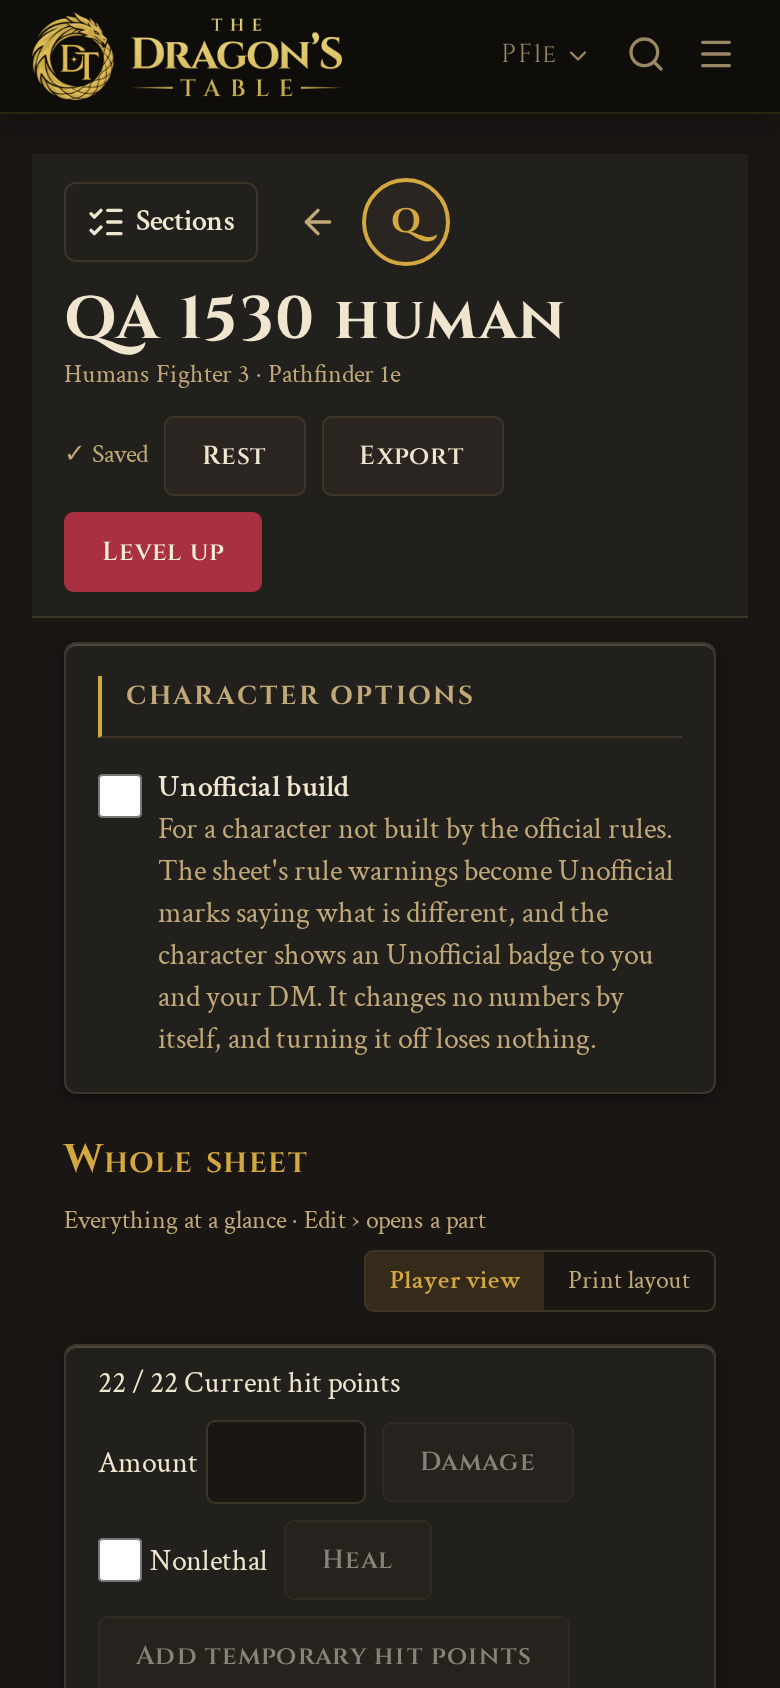 THE
DRAGON'S
TABLE
DT
PF1E
Sections
Q
QA 1530 HUMAN
Humans Fighter 3 · Pathfinder 1e
✓ Saved
REST
EXPORT
LEVEL UP
CHARACTER OPTIONS
Unofficial build
For a character not built by the official rules.
The sheet's rule warnings become Unofficial
marks saying what is different, and the
character shows an Unofficial badge to you
and your DM. It changes no numbers by
itself, and turning it off loses nothing.
WHOLE SHEET
Everything at a glance · Edit › opens a part
Player view
Print layout
22 / 22 Current hit points
Amount
DAMAGE
Nonlethal
HEAL
ADD TEMPORARY HIT POINTS